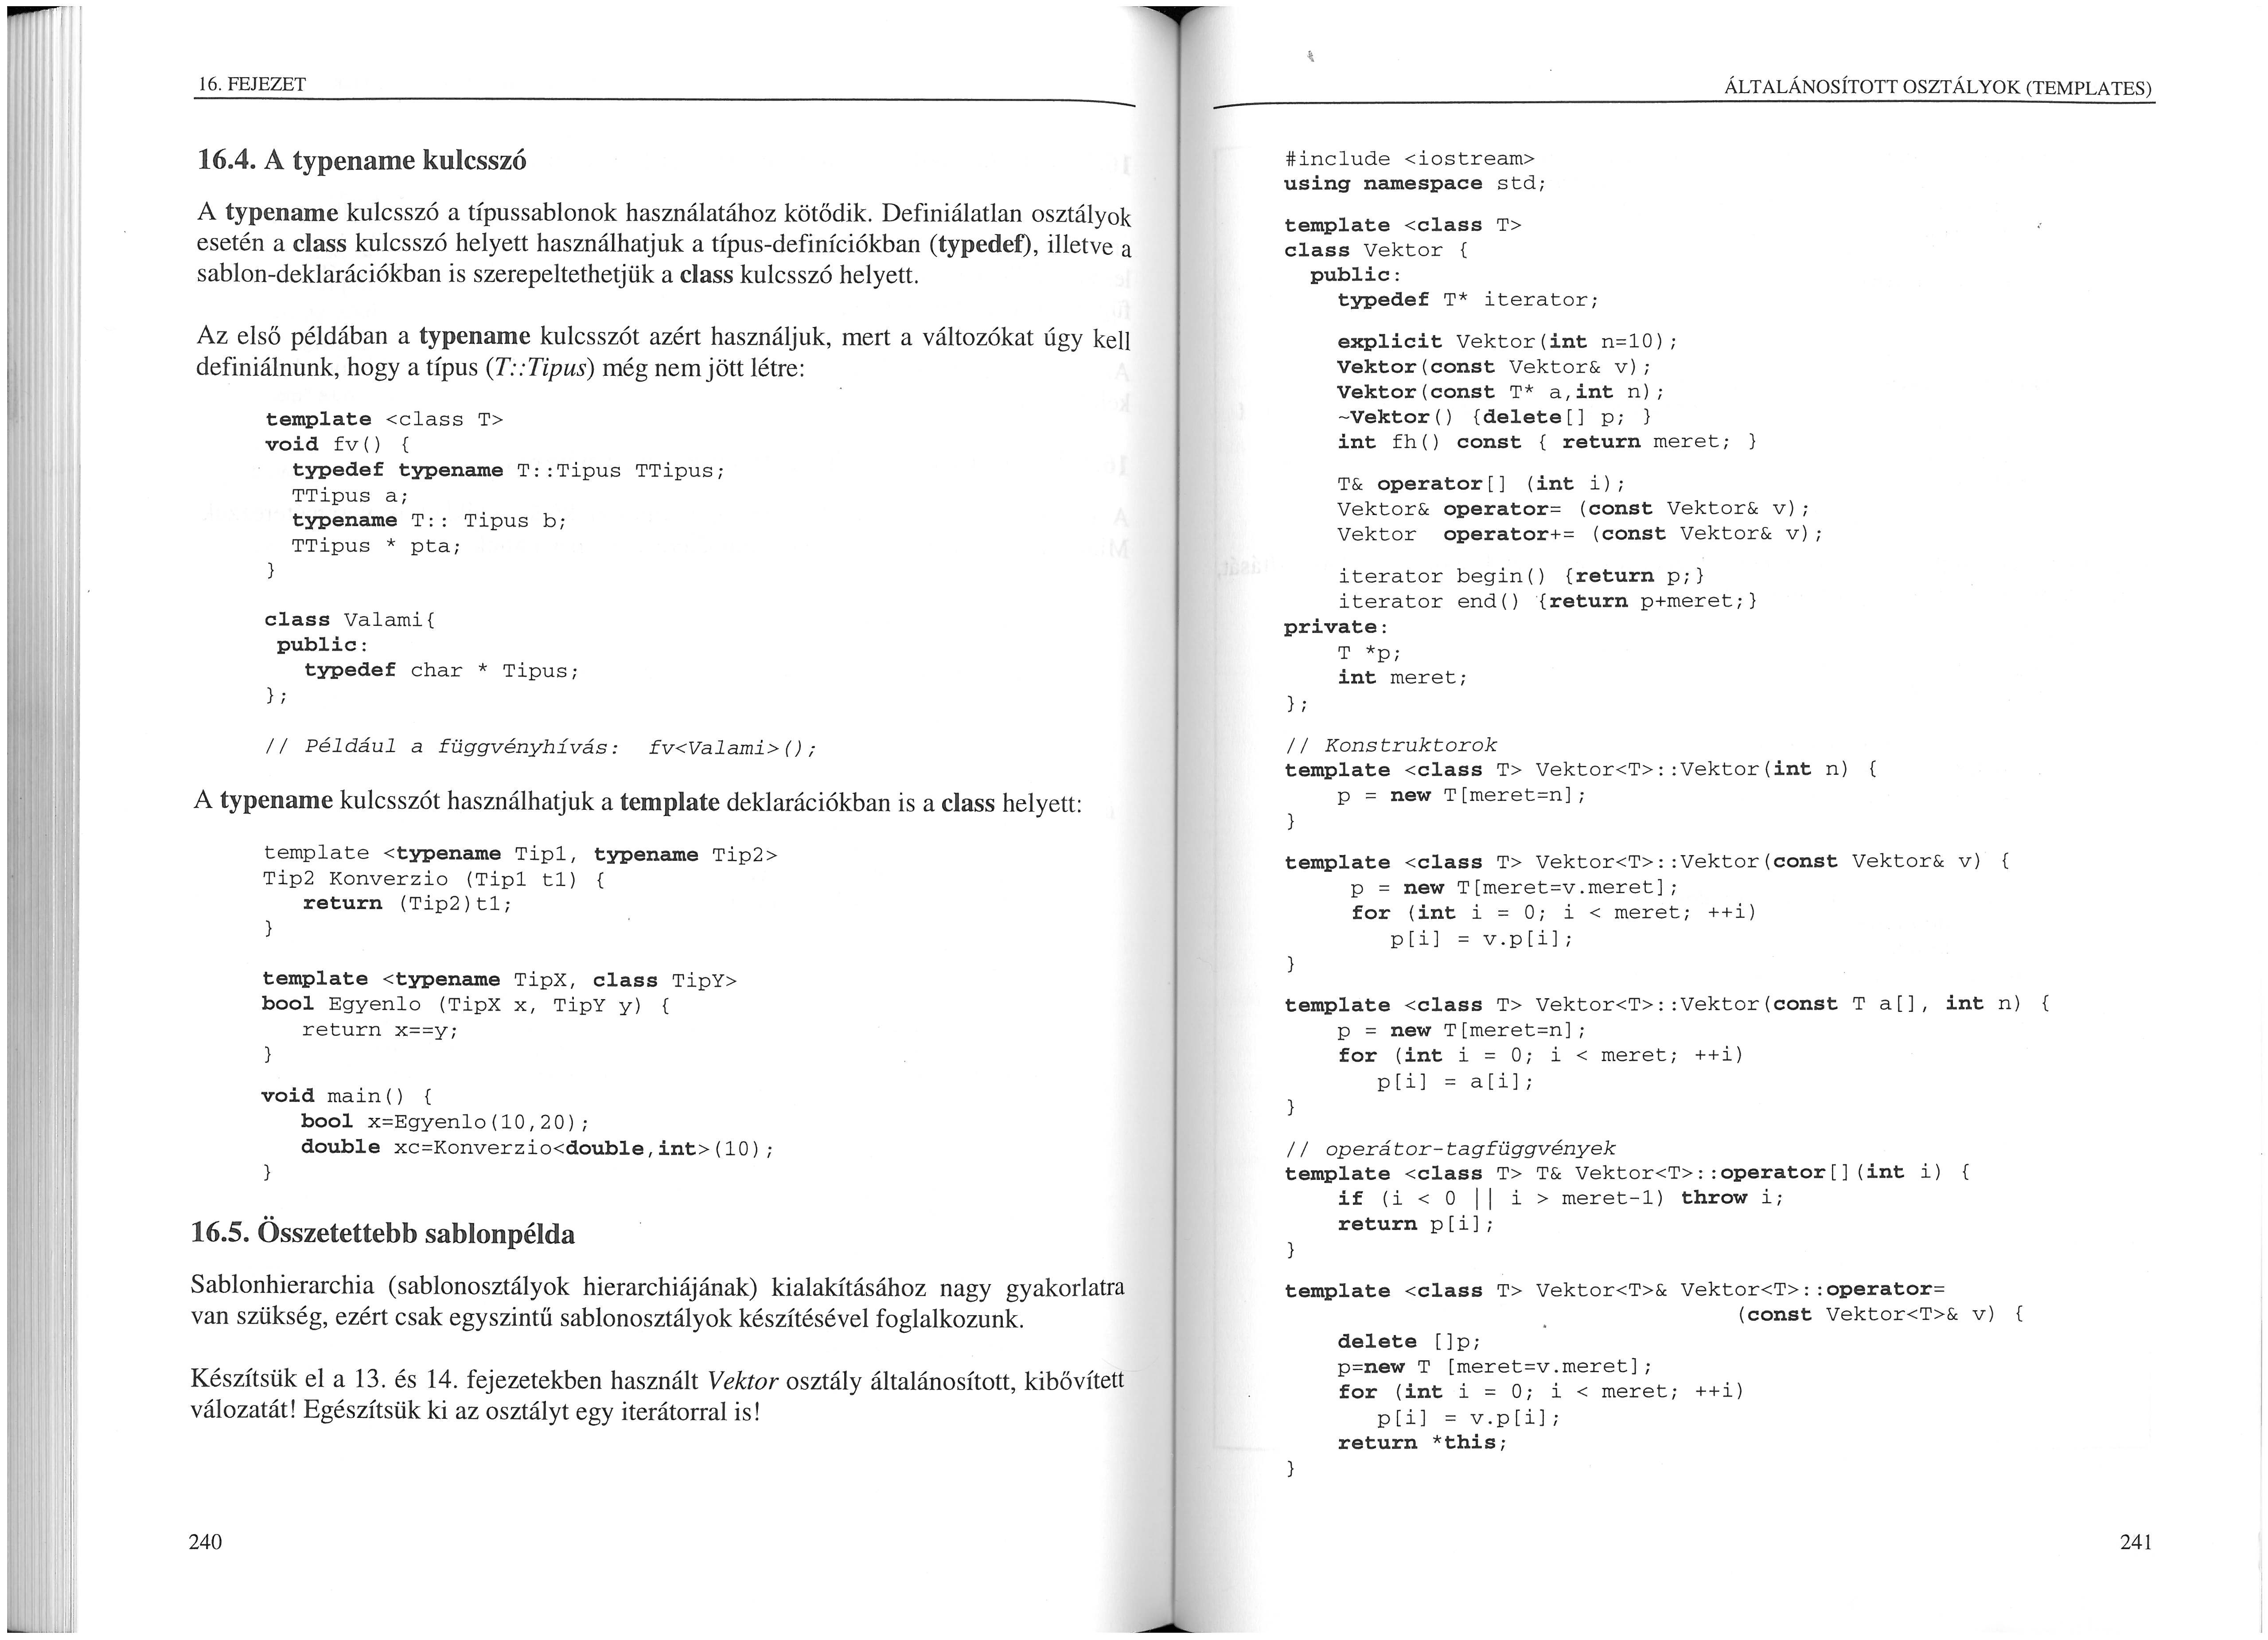 16. FEJEZET
16.4. A typename kulcsszó
A typename kulcsszó a típussablonok használatához kötődik. Definiálatlan osztályok
esetén a class kulcsszó helyett használhatjuk a típus-definíciókban (typedef), illetve a
sablon-deklarációkban is szerepeltethetjük a class kulcsszó helyett.
Az első példában a typename kulcsszót azért használjuk, mert a változókat úgy kell
definiálnunk, hogy a típus (T::Tipus) még nem jött létre:
template <class T>
void fv() {
typedef typename T::Tipus TTipus;
TTipus a;
typename T:: Tipus b;
TTipus * pta;
}
class Valami{
public:
typedef char * Tipus;
};
// Például a függvényhívás: fv<Valami>();
A typename kulcsszót használhatjuk a template deklarációkban is a class helyett:
template <typename Tip1, typename Tip2>
Tip2 Konverzio (Tip1 t1) {
return (Tip2)t1;
}
template <typename TipX, class TipY>
bool Egyenlo (TipX x, TipY y) {
return x==y;
}
void main() {
bool x=Egyenlo(10,20);
double xc=Konverzio<double,int>(10);
}
16.5. Összetettebb sablonpélda
Sablonhierarchia (sablonosztályok hierarchiájának) kialakításához nagy gyakorlatra
van szükség, ezért csak egyszintű sablonosztályok készítésével foglalkozunk.
Készítsük el a 13. és 14. fejezetekben használt Vektor osztály általánosított, kibővített
válozatát! Egészítsük ki az osztályt egy iterátorral is!
240
ÁLTALÁNOSÍTOTT OSZTÁLYOK (TEMPLATES)
#include <iostream>
using namespace std;
template <class T>
class Vektor {
public:
typedef T* iterator;
explicit Vektor(int n=10);
Vektor(const Vektor& v);
Vektor(const T* a,int n);
~Vektor() {delete[] p; }
int fh() const { return meret; }
T& operator[] (int i);
Vektor& operator= (const Vektor& v);
Vektor operator+= (const Vektor& v);
iterator begin() {return p;}
iterator end() {return p+meret;}
private:
T *p;
int meret;
};
// Konstruktorok
template <class T> Vektor<T>::Vektor(int n) {
p = new T[meret=n];
}
template <class T> Vektor<T>::Vektor(const Vektor& v) {
p = new T[meret=v.meret];
for (int i = 0; i < meret; ++i)
p[i] = v.p[i];
}
template <class T> Vektor<T>::Vektor(const T a[], int n) {
p = new T[meret=n];
for (int i = 0; i < meret; ++i)
p[i] = a[i];
}
// operátor-tagfüggvények
template <class T> T& Vektor<T>::operator[](int i) {
if (i < 0 || i > meret-1) throw i;
return p[i];
}
template <class T> Vektor<T>& Vektor<T>::operator=
(const Vektor<T>& v) {
delete []p;
p=new T [meret=v.meret];
for (int i = 0; i < meret; ++i)
p[i] = v.p[i];
return *this;
}
241